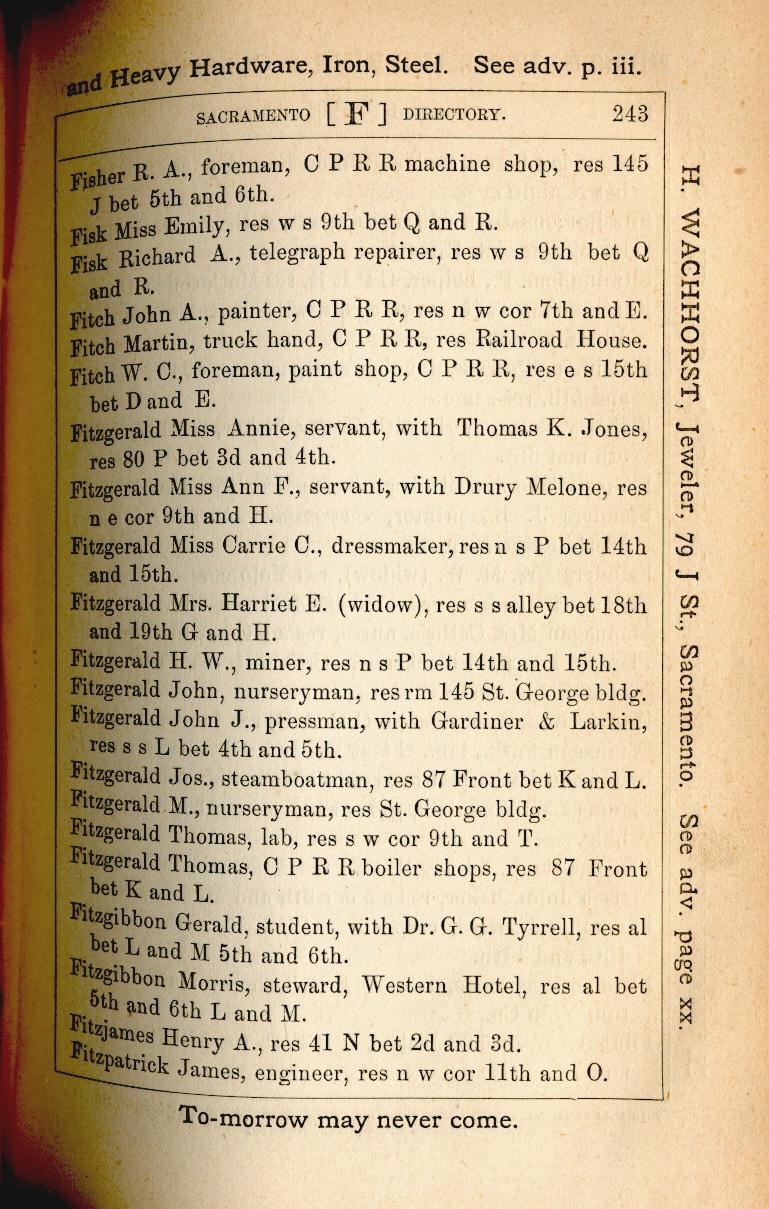 and Heavy Hardware, Iron, Steel. See adv. p. iii.
SACRAMENTO [ F ] DIRECTORY. 243
Fisher R. A., foreman, C P R R machine shop, res 145
J bet 5th and 6th.
Fisk Miss Emily, res w s 9th bet Q and R.
Fisk Richard A., telegraph repairer, res w s 9th bet Q
and R.
Fitch John A., painter, C P R R, res n w cor 7th and E.
Fitch Martin, truck hand, C P R R, res Railroad House.
Fitch W. C., foreman, paint shop, C P R R, res e s 15th
bet D and E.
Fitzgerald Miss Annie, servant, with Thomas K. Jones,
res 80 P bet 3d and 4th.
Fitzgerald Miss Ann F., servant, with Drury Melone, res
n e cor 9th and H.
Fitzgerald Miss Carrie C., dressmaker, res n s P bet 14th
and 15th.
Fitzgerald Mrs. Harriet E. (widow), res s s alley bet 18th
and 19th G and H.
Fitzgerald H. W., miner, res n s P bet 14th and 15th.
Fitzgerald John, nurseryman, res rm 145 St. George bldg.
Fitzgerald John J., pressman, with Gardiner & Larkin,
res s s L bet 4th and 5th.
Fitzgerald Jos., steamboatman, res 87 Front bet K and L.
Fitzgerald M., nurseryman, res St. George bldg.
Fitzgerald Thomas, lab, res s w cor 9th and T.
Fitzgerald Thomas, C P R R boiler shops, res 87 Front
bet K and L.
Fitzgibbon Gerald, student, with Dr. G. G. Tyrrell, res al
bet L and M 5th and 6th.
Fitzgibbon Morris, steward, Western Hotel, res al bet
5th and 6th L and M.
Fitzjames Henry A., res 41 N bet 2d and 3d.
Fitzpatrick James, engineer, res n w cor 11th and O.
To-morrow may never come.
H. WACHHORST, Jeweler, 79 J St., Sacramento. See adv. page xx.